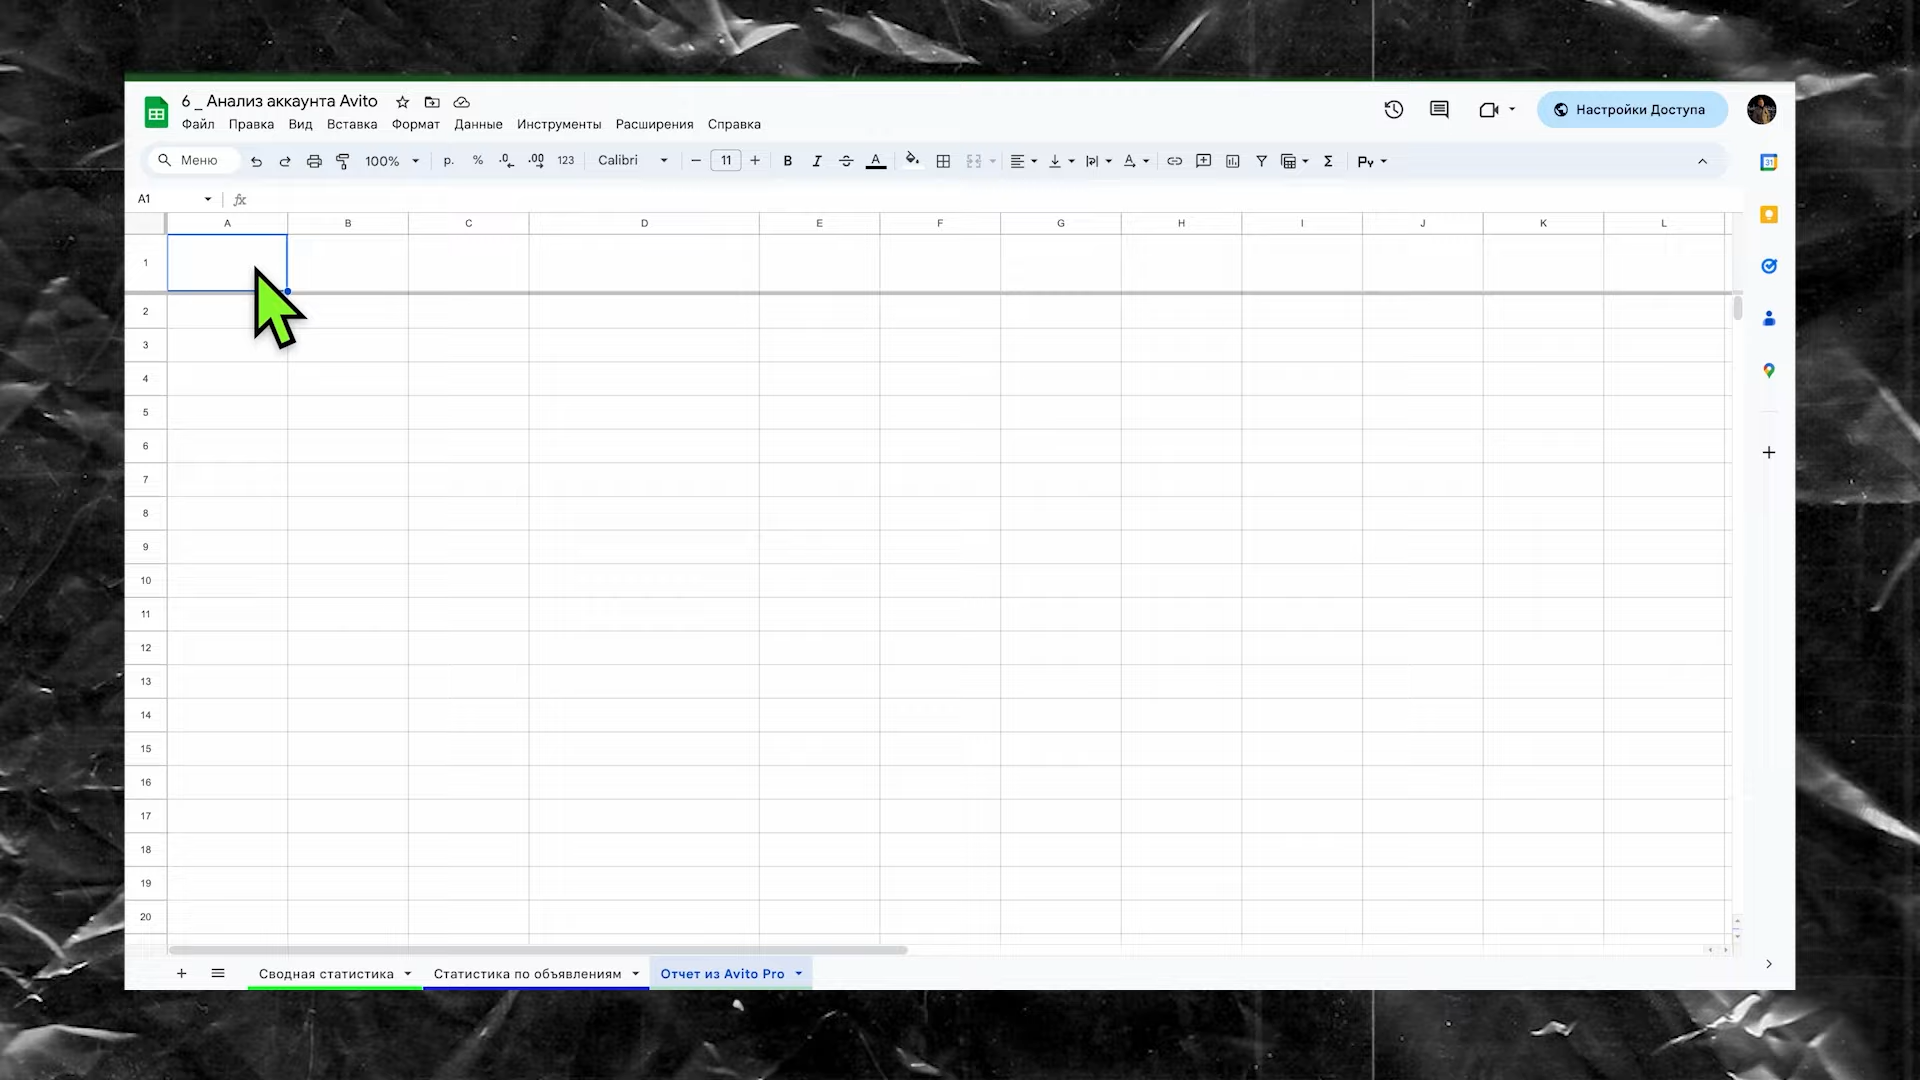 6 _ Анализ аккаунта Avito
Настройки Доступа
Файл Правка Вид Вставка Формат Данные Инструменты Расширения Справка
Меню 100% р. % .0 .00 123 Calibri 11 B I A Σ Py
A1 fx
A B C D E F G H I J K L
1
2
3
4
5
6
7
8
9
10
11
12
13
14
15
16
17
18
19
20
Сводная статистика Статистика по объявлениям Отчет из Avito Pro